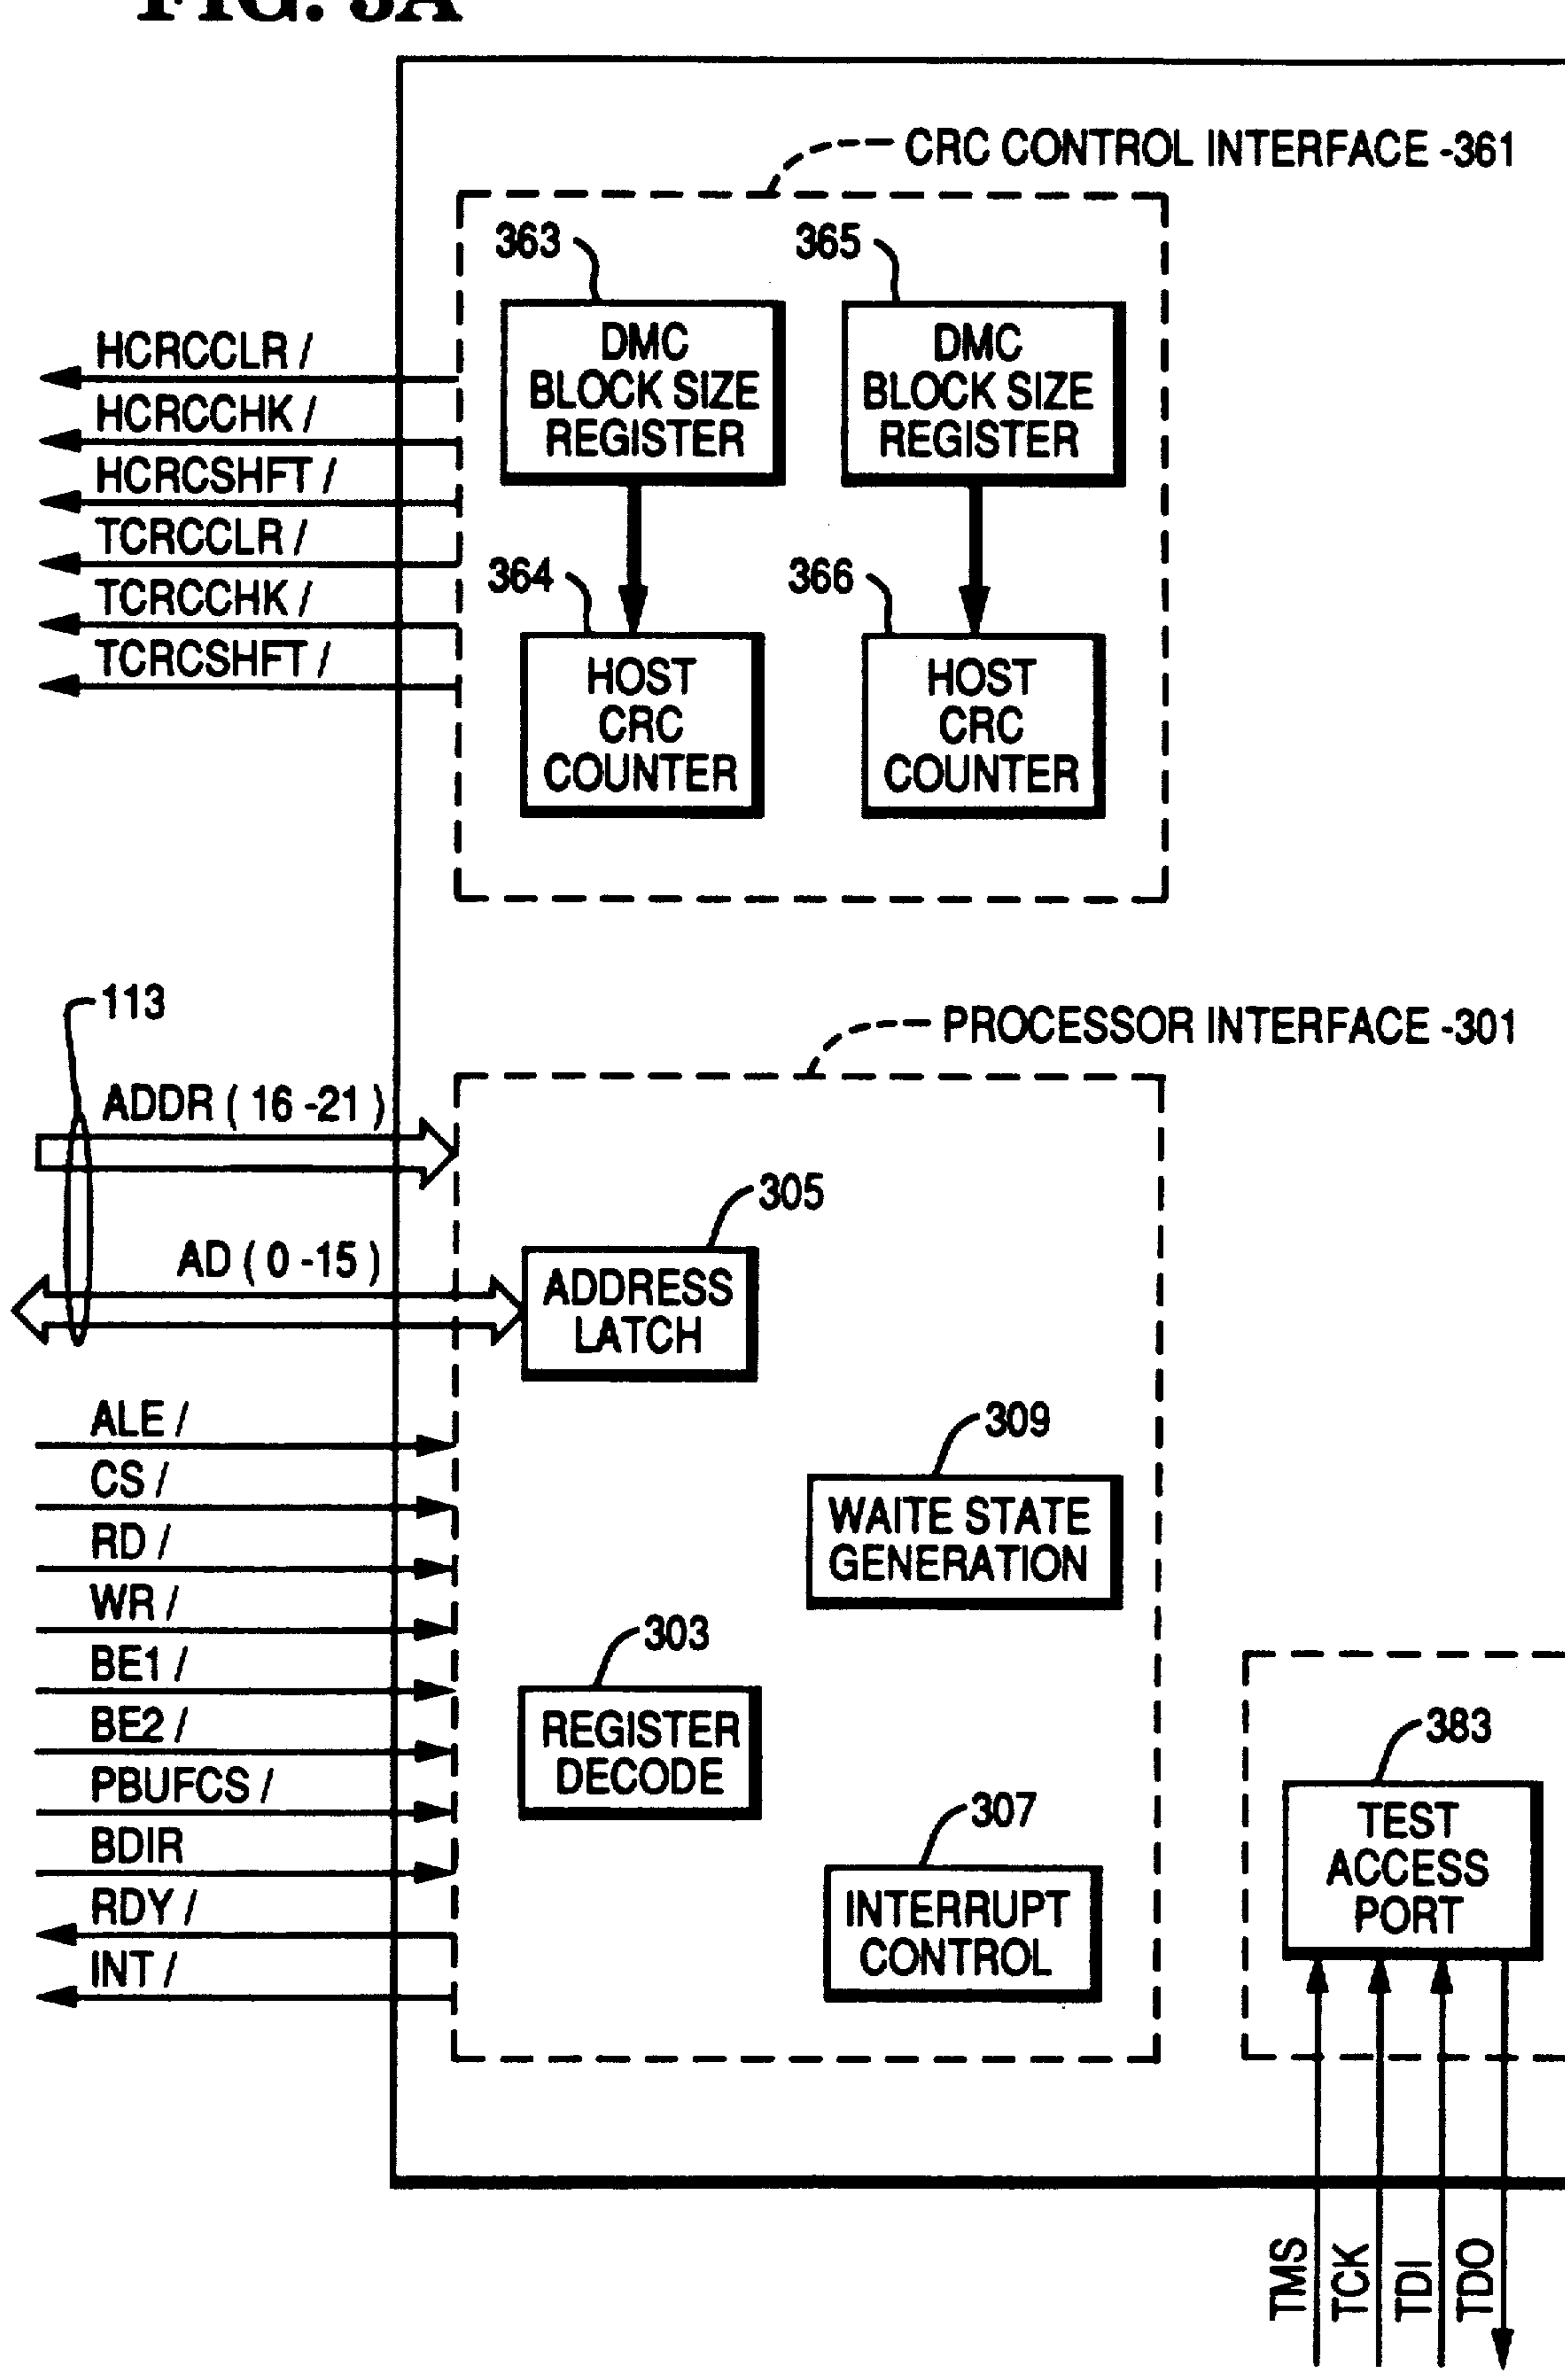 FIG. 3A
CRC CONTROL INTERFACE -361
363
365
DMC
BLOCK SIZE
REGISTER
DMC
BLOCK SIZE
REGISTER
HCRCCLR /
HCRCCHK /
HCRCSHFT /
TCRCCLR /
TCRCCHK /
TCRCSHFT /
364
366
HOST
CRC
COUNTER
HOST
CRC
COUNTER
113
PROCESSOR INTERFACE -301
ADDR ( 16 -21 )
305
AD ( 0 -15 )
ADDRESS
LATCH
ALE /
CS /
RD /
WR /
BE1 /
BE2 /
PBUFCS /
BDIR
RDY /
INT /
309
WAITE STATE
GENERATION
303
REGISTER
DECODE
307
INTERRUPT
CONTROL
383
TEST
ACCESS
PORT
TMS
TCK
TDI
TDO